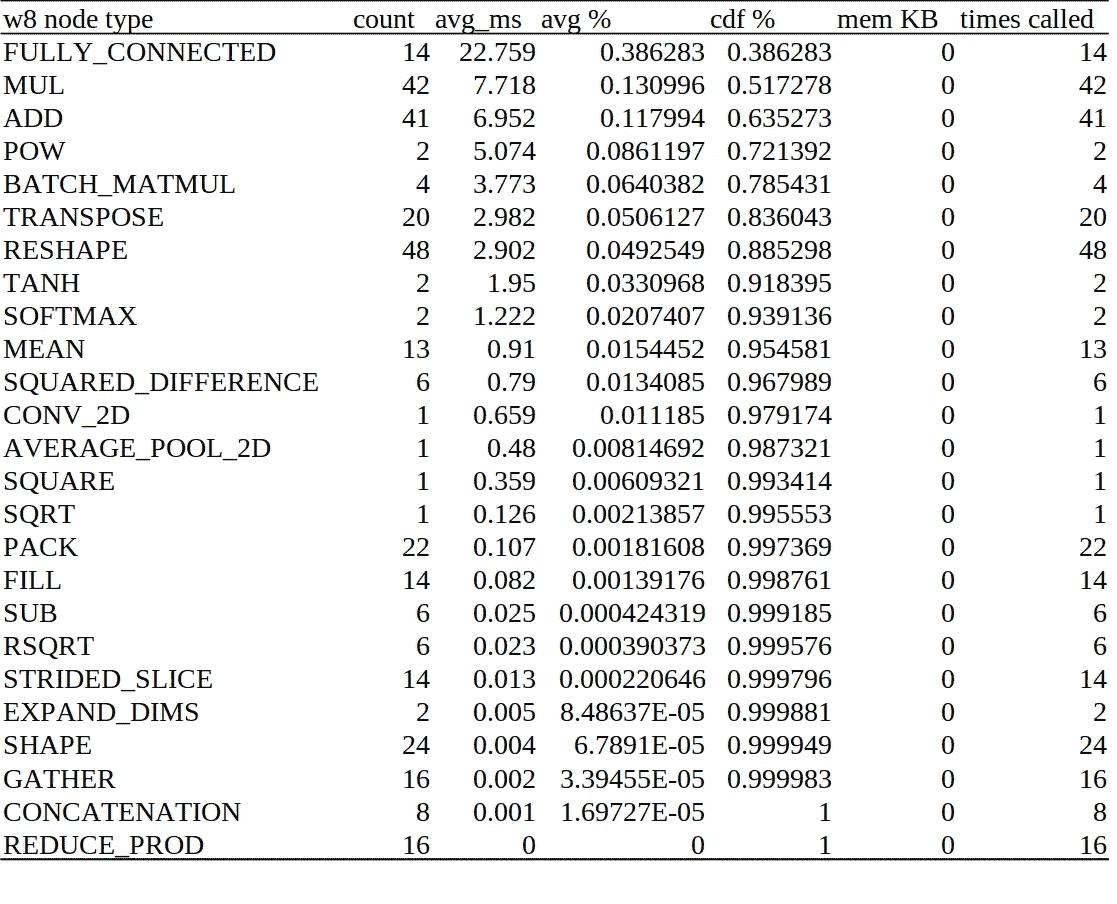 w8 node type count avg_ms avg % cdf % mem KB times called
FULLY_CONNECTED 14 22.759 0.386283 0.386283 0 14
MUL 42 7.718 0.130996 0.517278 0 42
ADD 41 6.952 0.117994 0.635273 0 41
POW 2 5.074 0.0861197 0.721392 0 2
BATCH_MATMUL 4 3.773 0.0640382 0.785431 0 4
TRANSPOSE 20 2.982 0.0506127 0.836043 0 20
RESHAPE 48 2.902 0.0492549 0.885298 0 48
TANH 2 1.95 0.0330968 0.918395 0 2
SOFTMAX 2 1.222 0.0207407 0.939136 0 2
MEAN 13 0.91 0.0154452 0.954581 0 13
SQUARED_DIFFERENCE 6 0.79 0.0134085 0.967989 0 6
CONV_2D 1 0.659 0.011185 0.979174 0 1
AVERAGE_POOL_2D 1 0.48 0.00814692 0.987321 0 1
SQUARE 1 0.359 0.00609321 0.993414 0 1
SQRT 1 0.126 0.00213857 0.995553 0 1
PACK 22 0.107 0.00181608 0.997369 0 22
FILL 14 0.082 0.00139176 0.998761 0 14
SUB 6 0.025 0.000424319 0.999185 0 6
RSQRT 6 0.023 0.000390373 0.999576 0 6
STRIDED_SLICE 14 0.013 0.000220646 0.999796 0 14
EXPAND_DIMS 2 0.005 8.48637E-05 0.999881 0 2
SHAPE 24 0.004 6.7891E-05 0.999949 0 24
GATHER 16 0.002 3.39455E-05 0.999983 0 16
CONCATENATION 8 0.001 1.69727E-05 1 0 8
REDUCE_PROD 16 0 0 1 0 16